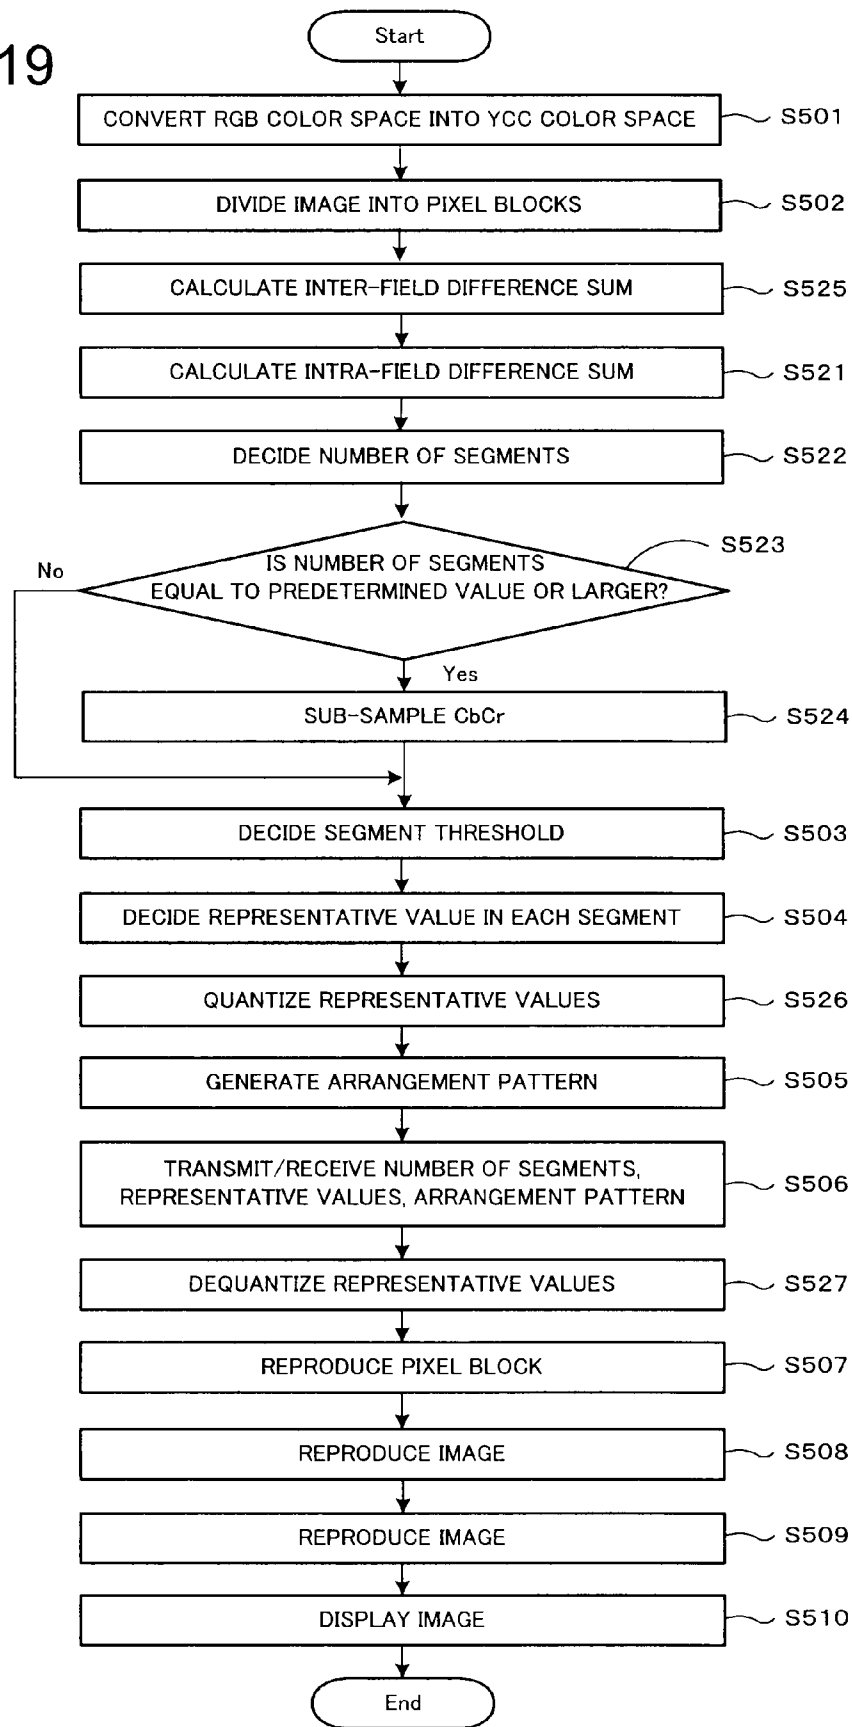 19
Start
CONVERT RGB COLOR SPACE INTO YCC COLOR SPACE
S501
DIVIDE IMAGE INTO PIXEL BLOCKS
S502
CALCULATE INTER-FIELD DIFFERENCE SUM
S525
CALCULATE INTRA-FIELD DIFFERENCE SUM
S521
DECIDE NUMBER OF SEGMENTS
S522
IS NUMBER OF SEGMENTS
EQUAL TO PREDETERMINED VALUE OR LARGER?
S523
No
Yes
SUB-SAMPLE CbCr
S524
DECIDE SEGMENT THRESHOLD
S503
DECIDE REPRESENTATIVE VALUE IN EACH SEGMENT
S504
QUANTIZE REPRESENTATIVE VALUES
S526
GENERATE ARRANGEMENT PATTERN
S505
TRANSMIT/RECEIVE NUMBER OF SEGMENTS,
REPRESENTATIVE VALUES, ARRANGEMENT PATTERN
S506
DEQUANTIZE REPRESENTATIVE VALUES
S527
REPRODUCE PIXEL BLOCK
S507
REPRODUCE IMAGE
S508
REPRODUCE IMAGE
S509
DISPLAY IMAGE
S510
End